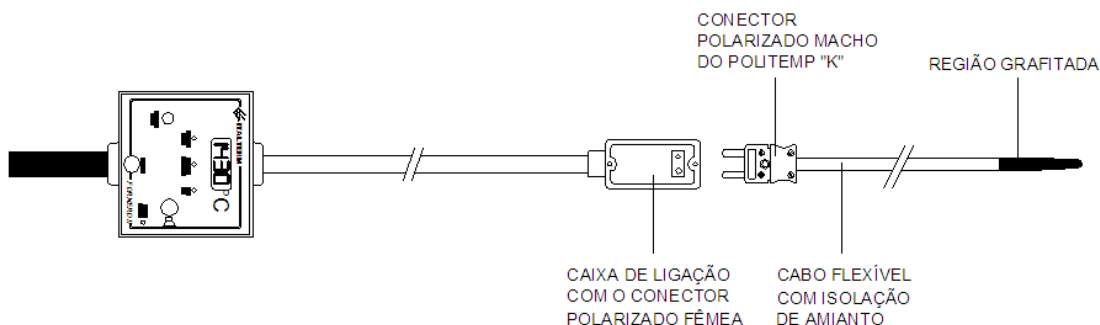 CONECTOR
POLARIZADO MACHO
DO POLITEMP "K"
REGIÃO GRAFITADA
ITALTERM
°C
CAIXA DE LIGAÇÃO
COM O CONECTOR
POLARIZADO FÊMEA
CABO FLEXÍVEL
COM ISOLAÇÃO
DE AMIANTO